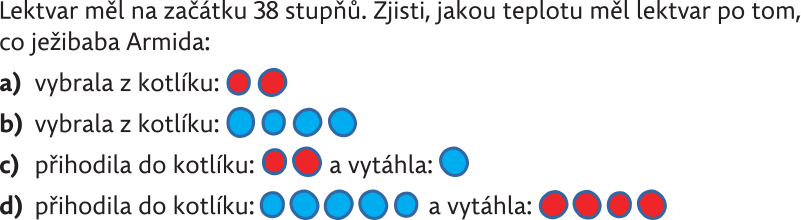 Lektvar měl na začátku 38 stupňů. Zjisti, jakou teplotu měl lektvar po tom,
co ježibaba Armida:
a) vybrala z kotlíku:
b) vybrala z kotlíku:
c) přihodila do kotlíku: a vytáhla:
d) přihodila do kotlíku: a vytáhla: